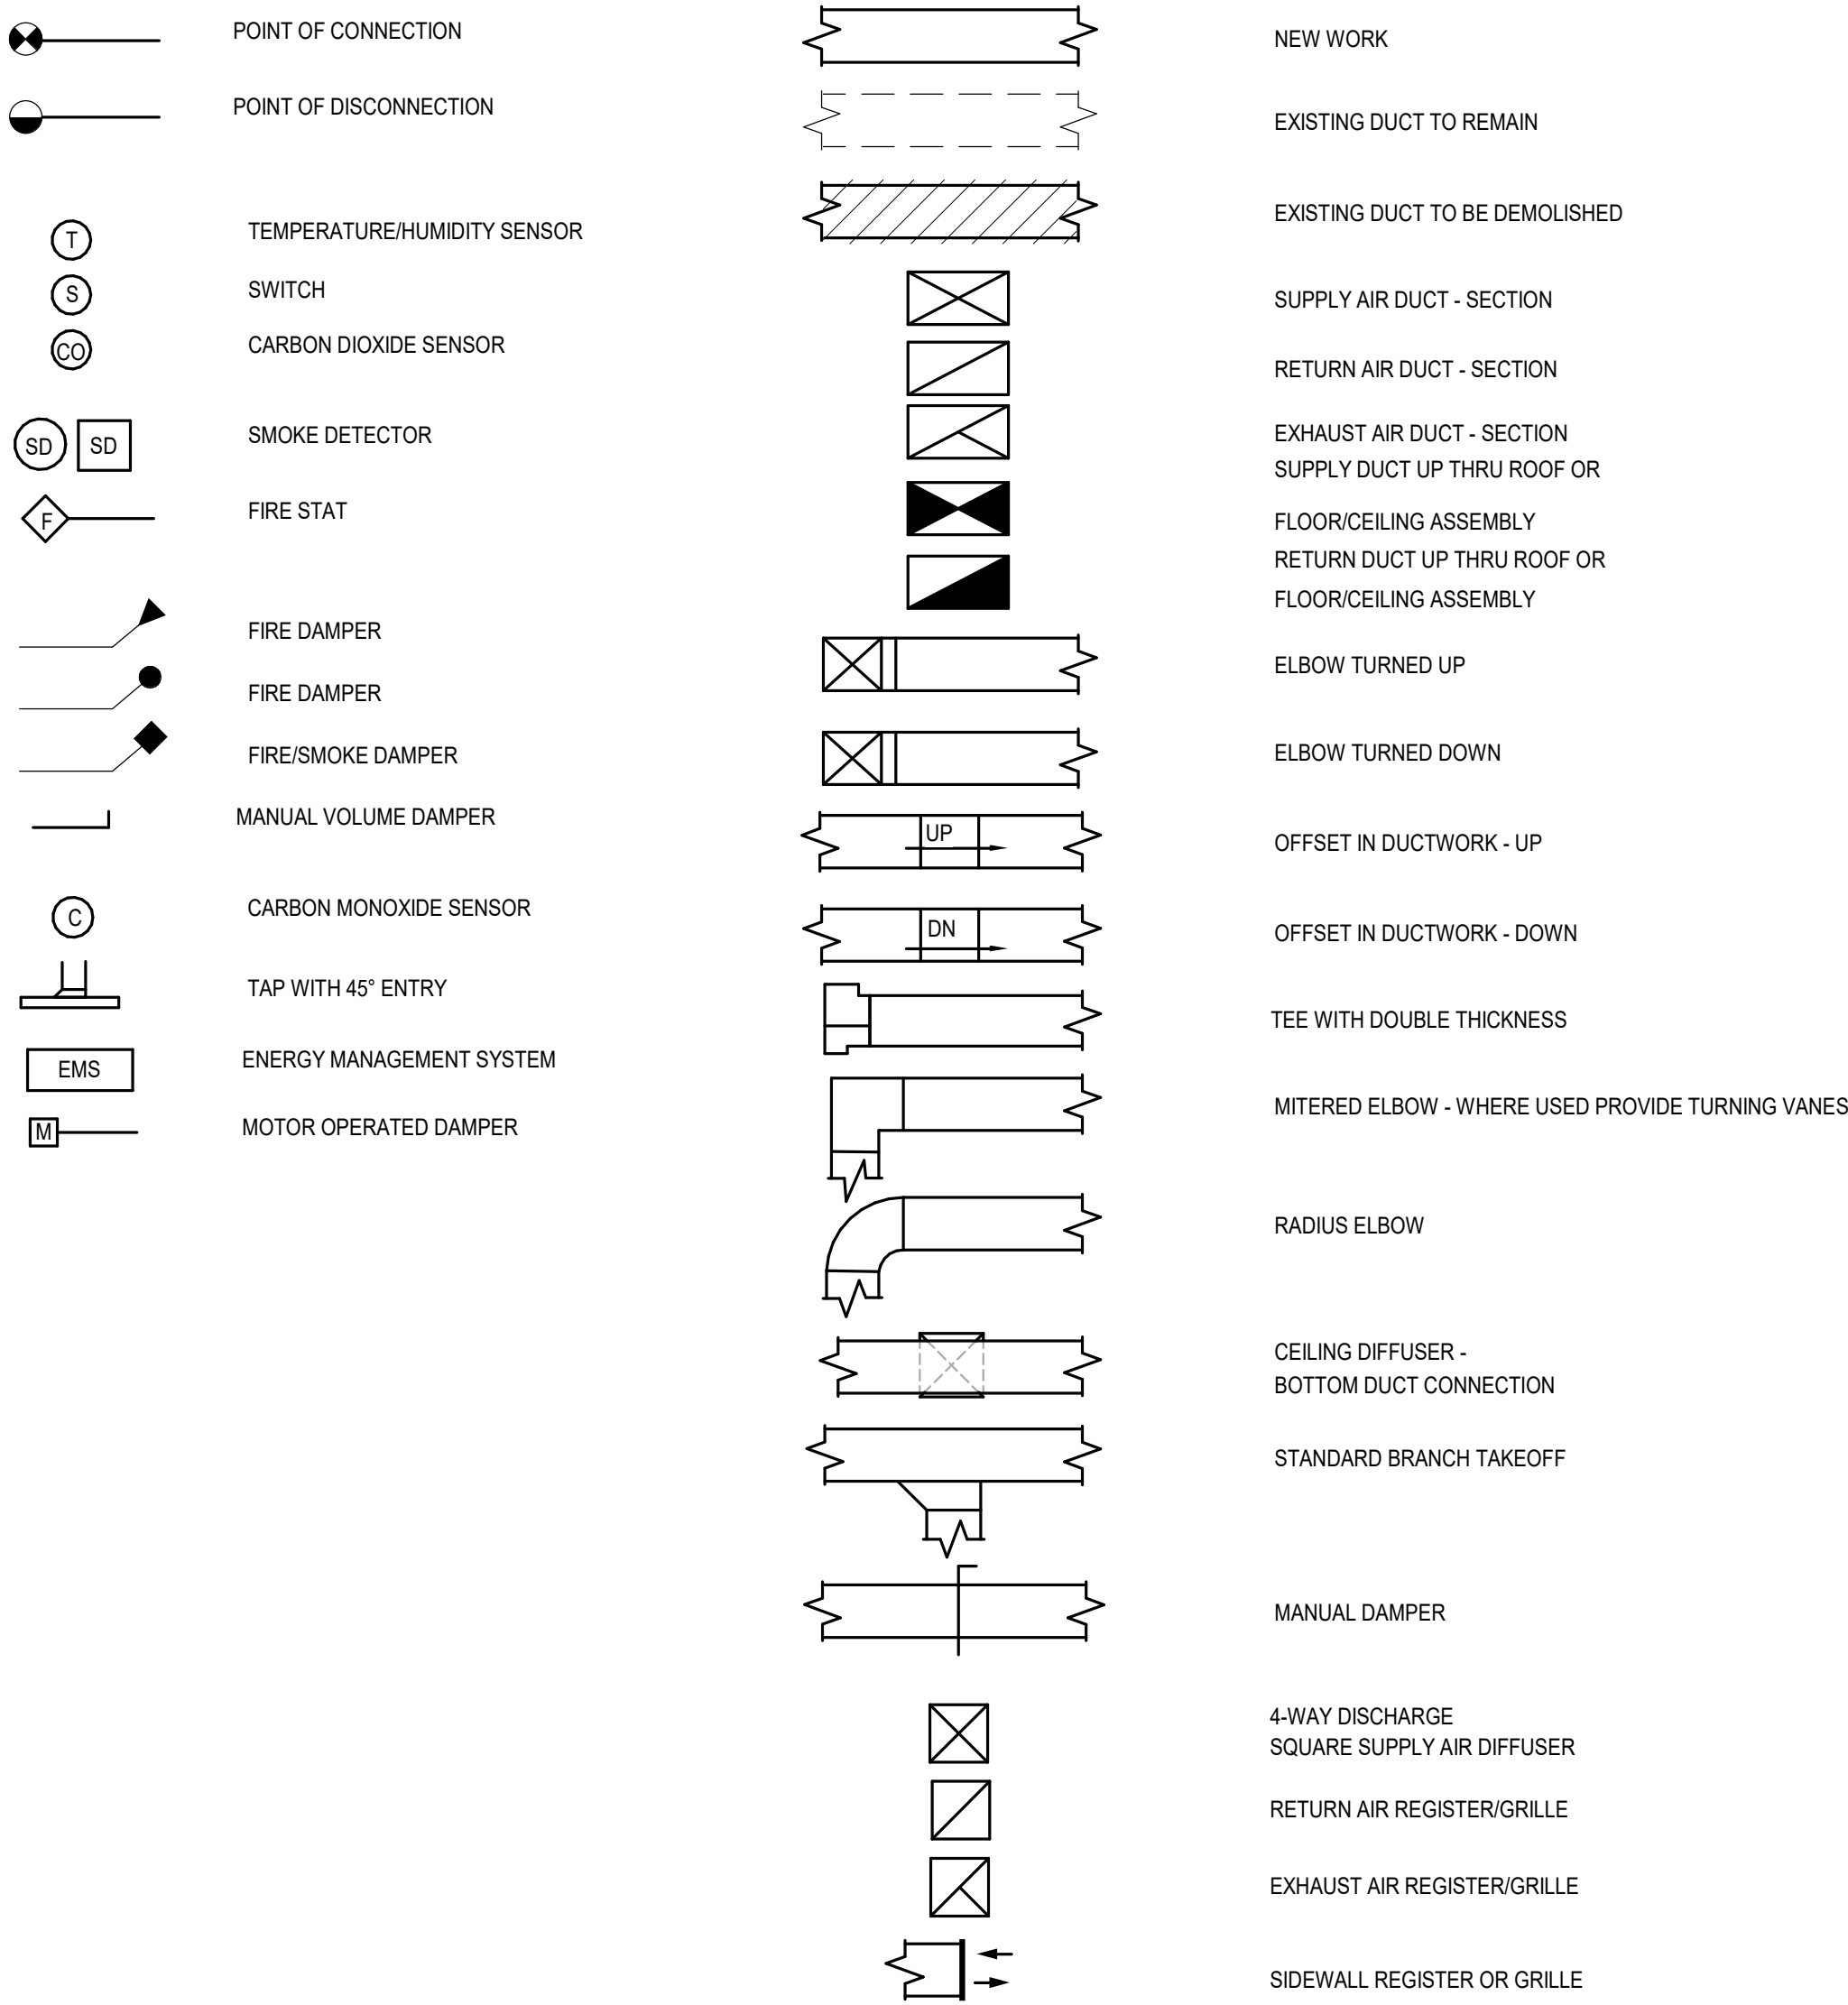 POINT OF CONNECTION
POINT OF DISCONNECTION
T TEMPERATURE/HUMIDITY SENSOR
S SWITCH
CO CARBON DIOXIDE SENSOR
SD SD SMOKE DETECTOR
F FIRE STAT
FIRE DAMPER
FIRE DAMPER
FIRE/SMOKE DAMPER
MANUAL VOLUME DAMPER
C CARBON MONOXIDE SENSOR
TAP WITH 45° ENTRY
EMS ENERGY MANAGEMENT SYSTEM
M MOTOR OPERATED DAMPER
NEW WORK
EXISTING DUCT TO REMAIN
EXISTING DUCT TO BE DEMOLISHED
SUPPLY AIR DUCT - SECTION
RETURN AIR DUCT - SECTION
EXHAUST AIR DUCT - SECTION
SUPPLY DUCT UP THRU ROOF OR
FLOOR/CEILING ASSEMBLY
RETURN DUCT UP THRU ROOF OR
FLOOR/CEILING ASSEMBLY
ELBOW TURNED UP
ELBOW TURNED DOWN
UP OFFSET IN DUCTWORK - UP
DN OFFSET IN DUCTWORK - DOWN
TEE WITH DOUBLE THICKNESS
MITERED ELBOW - WHERE USED PROVIDE TURNING VANES
RADIUS ELBOW
CEILING DIFFUSER -
BOTTOM DUCT CONNECTION
STANDARD BRANCH TAKEOFF
MANUAL DAMPER
4-WAY DISCHARGE
SQUARE SUPPLY AIR DIFFUSER
RETURN AIR REGISTER/GRILLE
EXHAUST AIR REGISTER/GRILLE
SIDEWALL REGISTER OR GRILLE